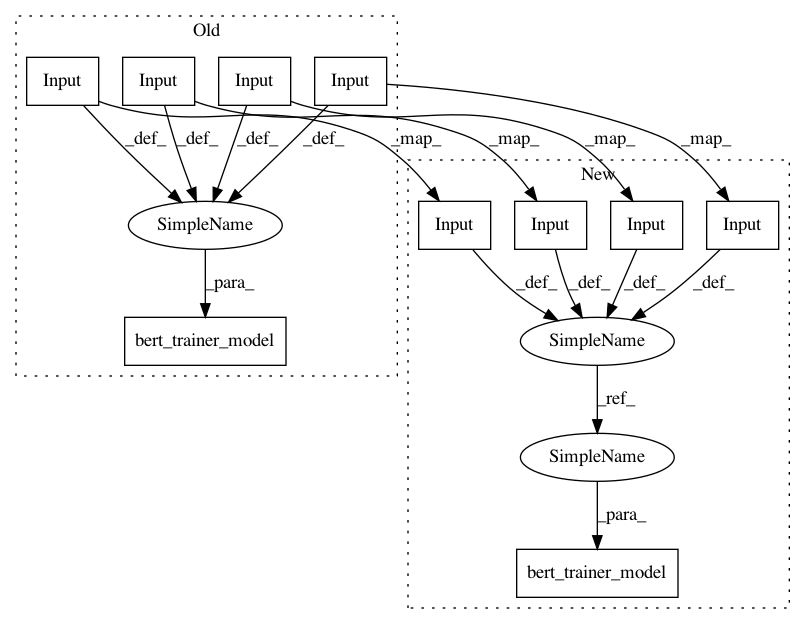 Old
Input Input Input Input
_def_ _def_ _def_ _def_ _map_ _map_ _map_ _map_
New
SimpleName Input Input Input Input
_para_ _def_ _def_ _def_ _def_
bert_trainer_model SimpleName
_ref_
SimpleName
_para_
bert_trainer_model